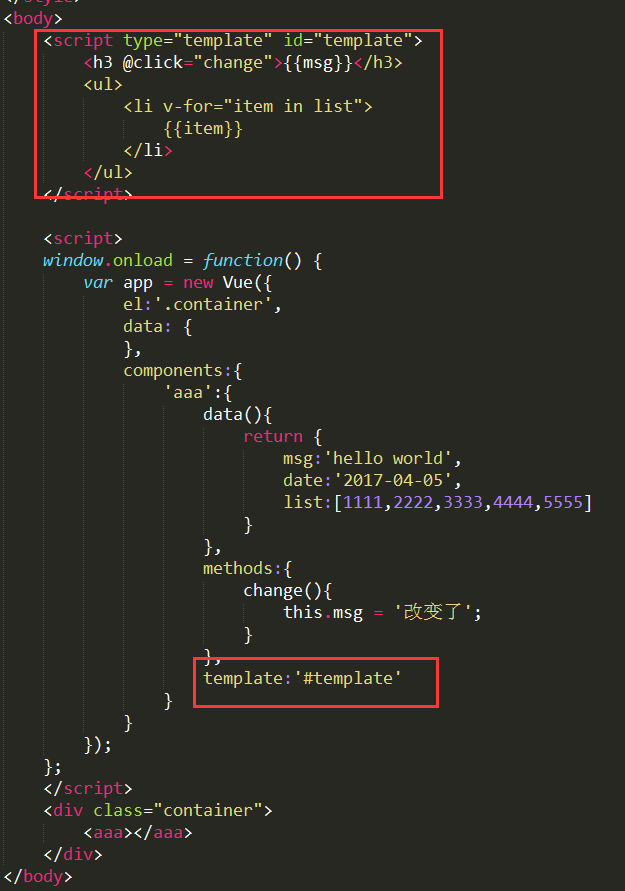 </style>
<body>
<script type="template" id="template">
<h3 @click="change">{{msg}}</h3>
<ul>
<li v-for="item in list">
{{item}}
</li>
</ul>
</script>
<script>
window.onload = function() {
var app = new Vue({
el:'.container',
data: {
},
components:{
'aaa':{
data(){
return {
msg:'hello world',
date:'2017-04-05',
list:[1111,2222,3333,4444,5555]
}
},
methods:{
change(){
this.msg = '改变了';
}
},
template:'#template'
}
}
});
};
</script>
<div class="container">
<aaa></aaa>
</div>
</body>